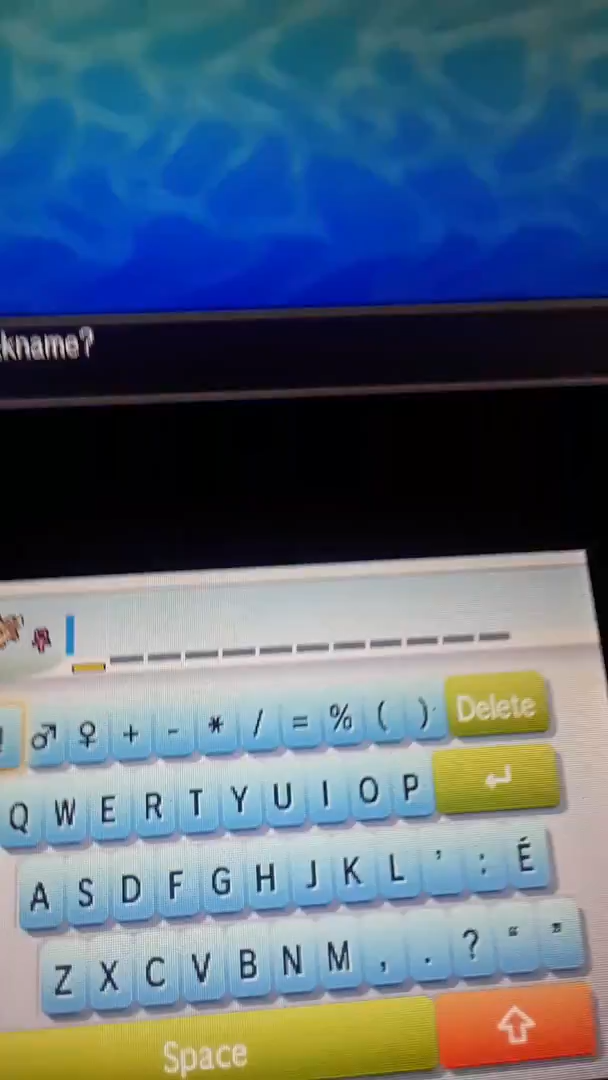 kname?
! ♂ ♀ + - * / = % ( ) Delete
Q W E R T Y U I O P
A S D F G H J K L ' : É
Z X C V B N M , . ? “ ”
Space